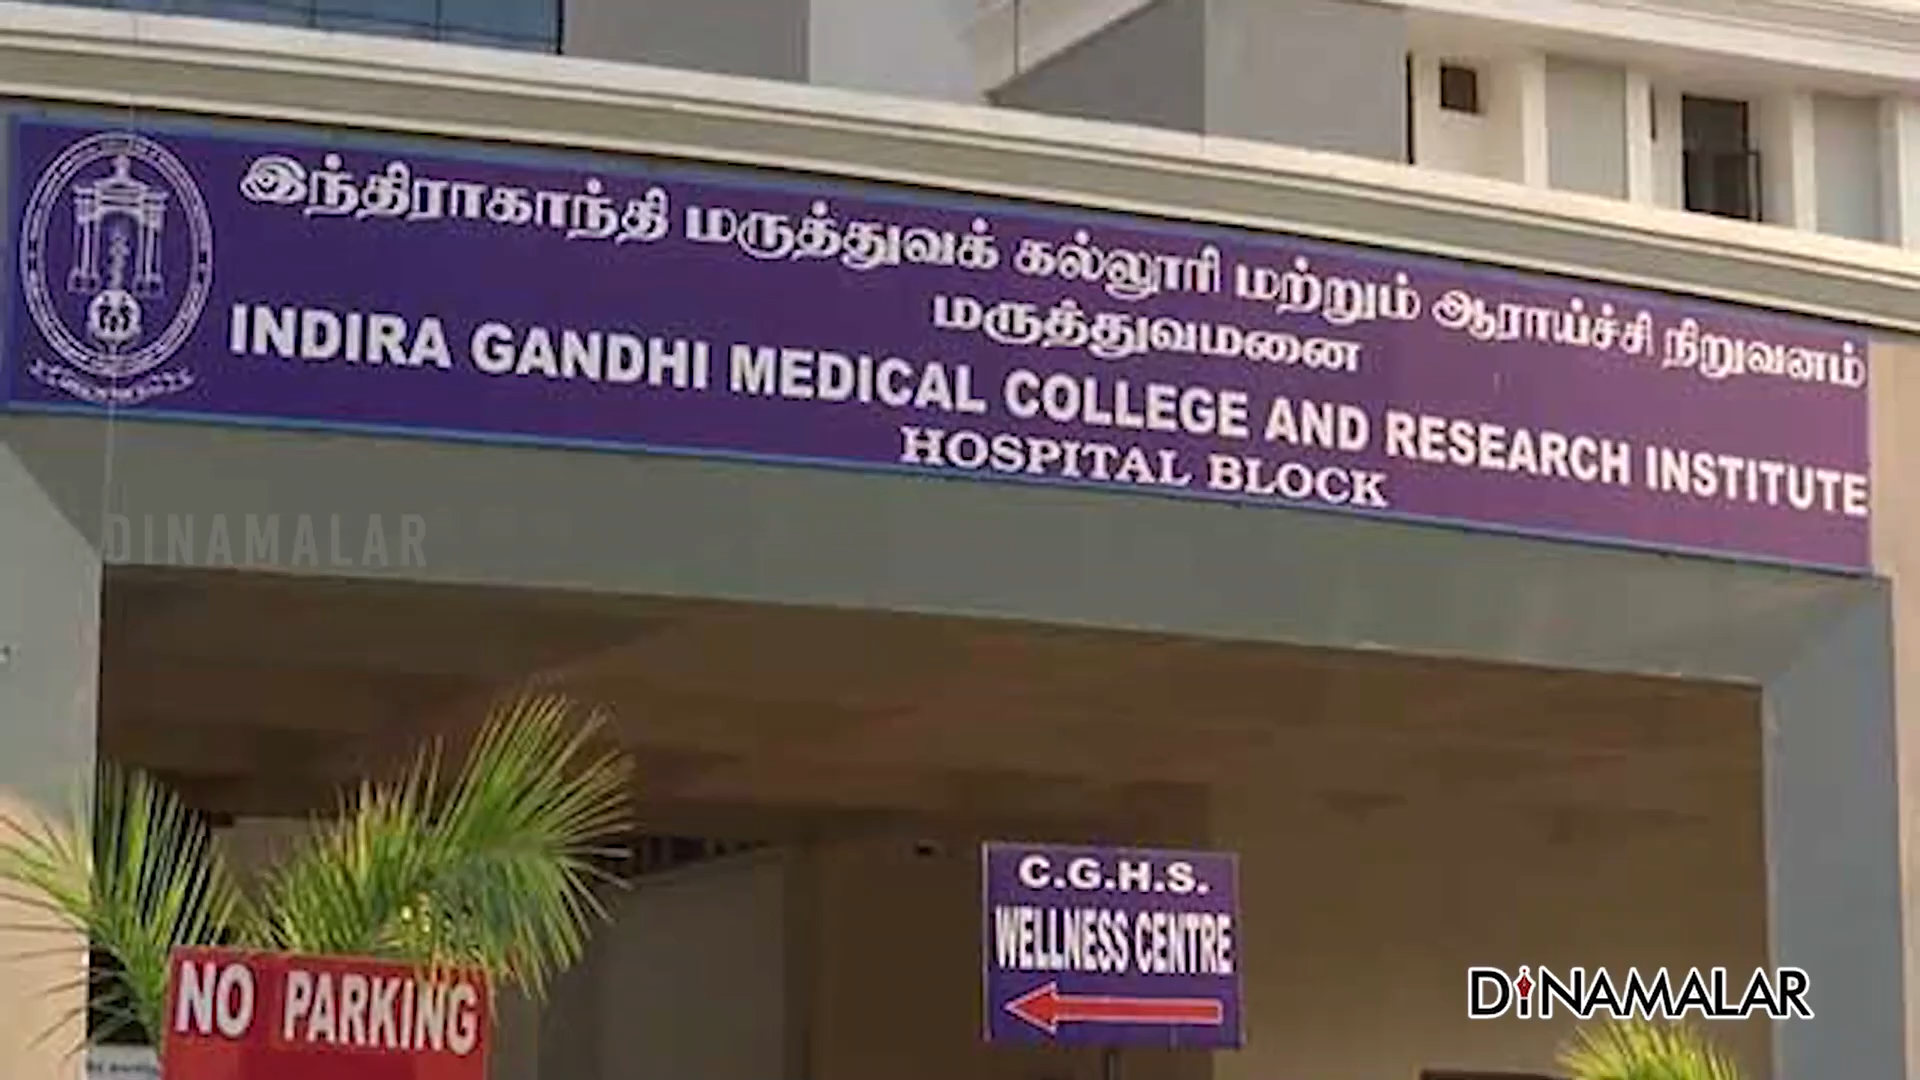 இந்திராகாந்தி மருத்துவக் கல்லூரி மற்றும் ஆராய்ச்சி நிறுவனம்
மருத்துவமனை
INDIRA GANDHI MEDICAL COLLEGE AND RESEARCH INSTITUTE
HOSPITAL BLOCK
DINAMALAR
C.G.H.S.
WELLNESS CENTRE
NO PARKING
DINAMALAR